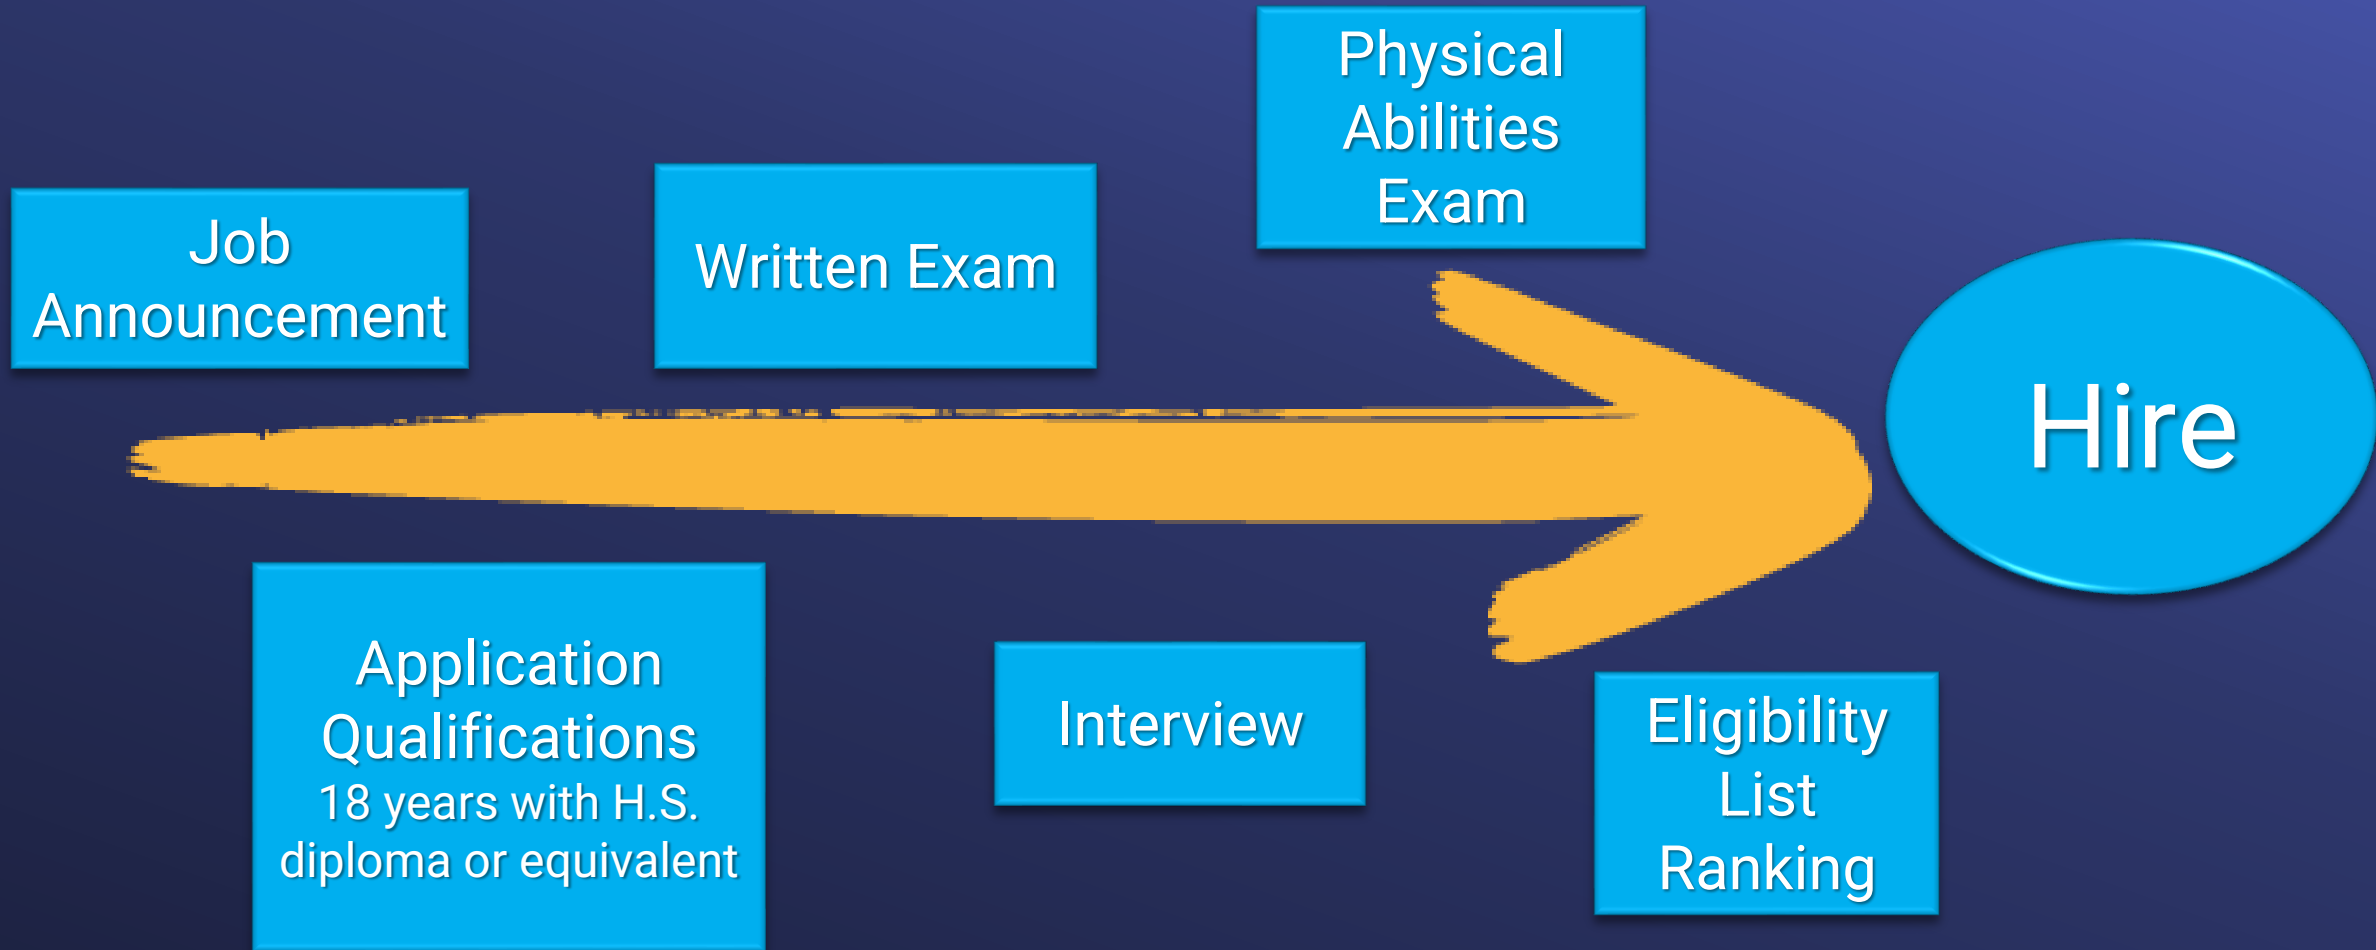 Job
Announcement
Application
Qualifications
18 years with H.S.
diploma or equivalent
Written Exam
Interview
Physical
Abilities
Exam
Eligibility
List
Ranking
Hire